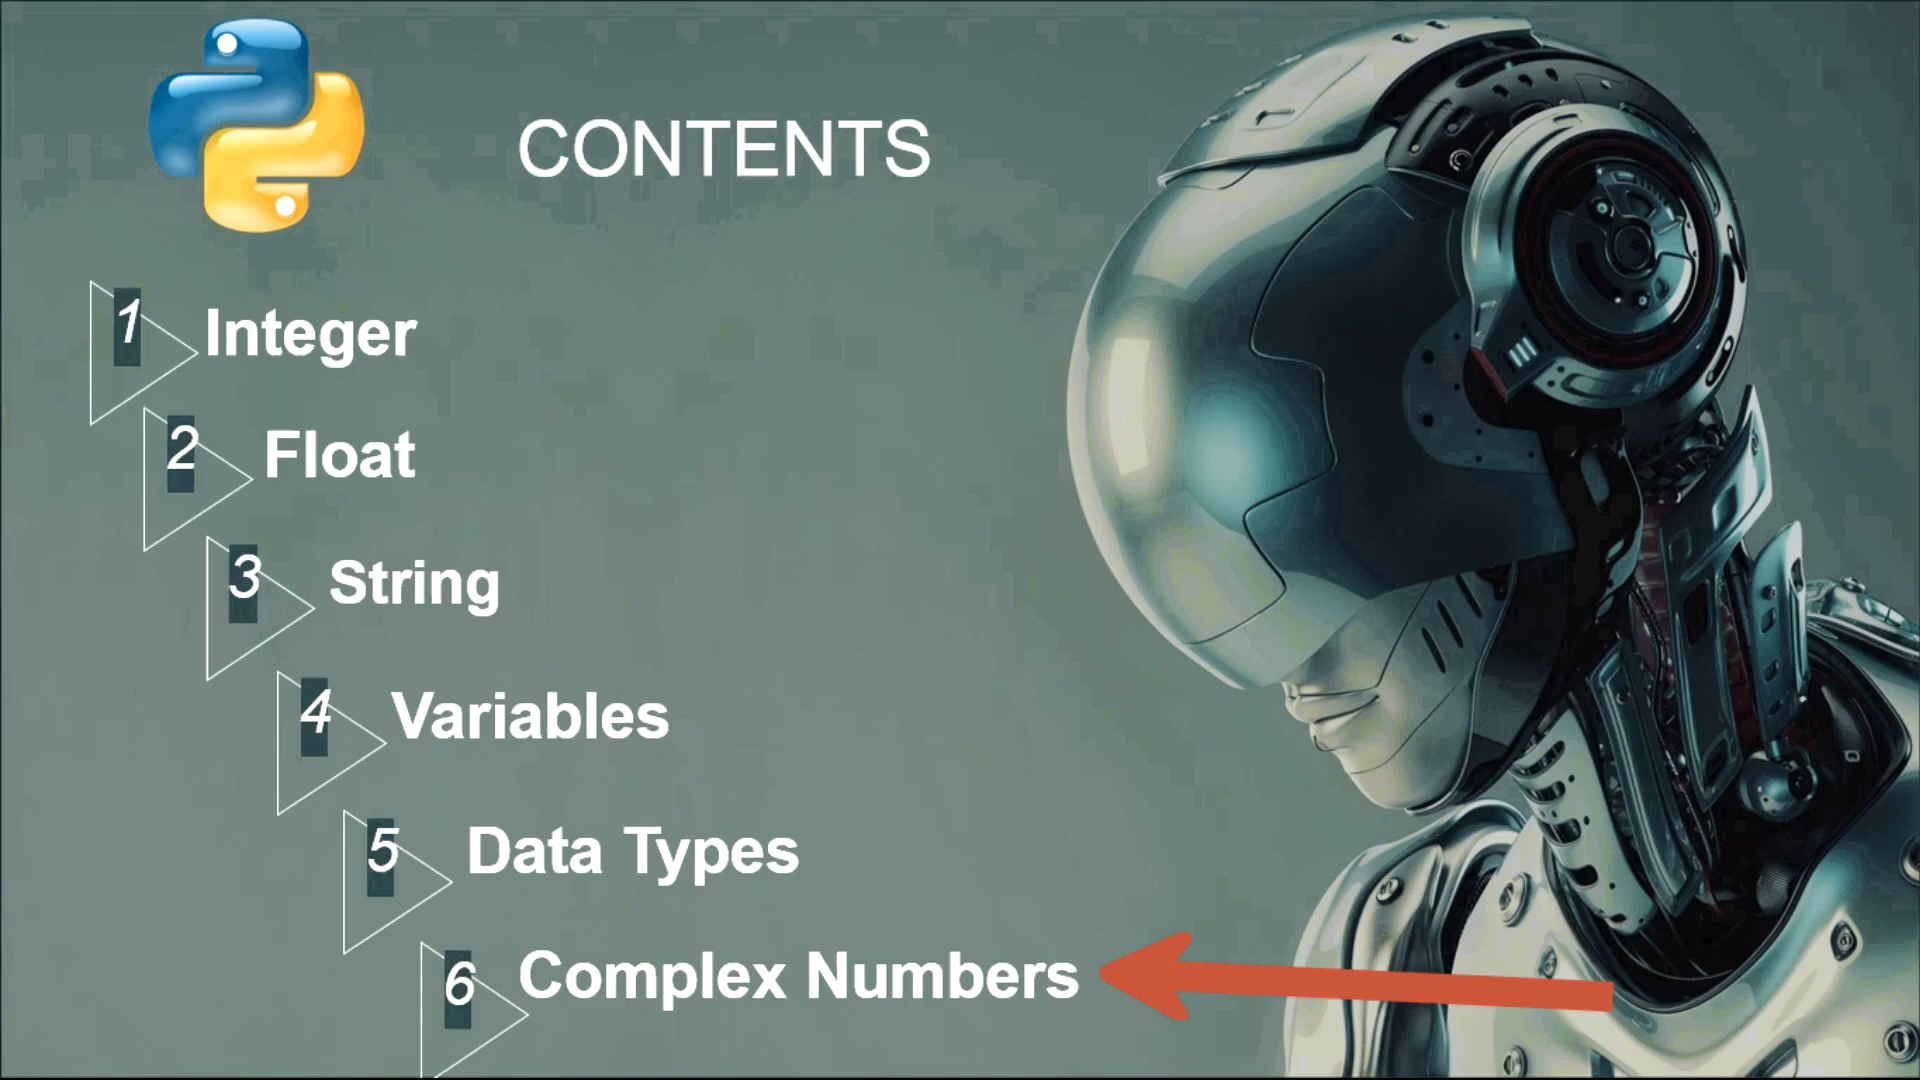 CONTENTS
1 Integer
2 Float
3 String
4 Variables
5 Data Types
6 Complex Numbers